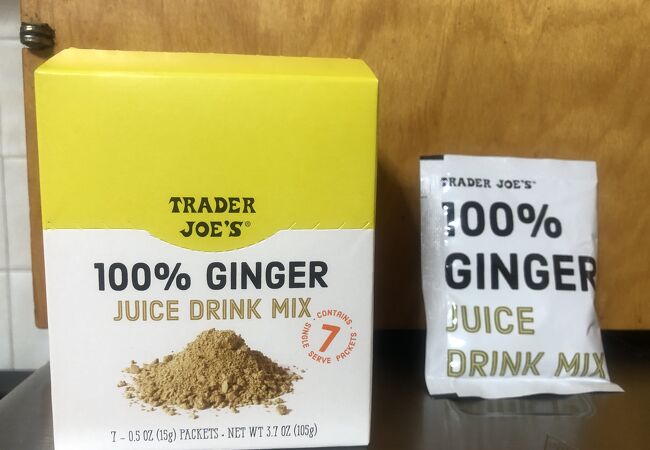 TRADER
JOE'S®
100% GINGER
JUICE DRINK MIX
· CONTAINS ·
7
SINGLE SERVE PACKETS
7 – 0.5 OZ (15g) PACKETS · NET WT 3.7 OZ (105g)
TRADER JOE'S™
100%
GINGER
JUICE
DRINK MIX